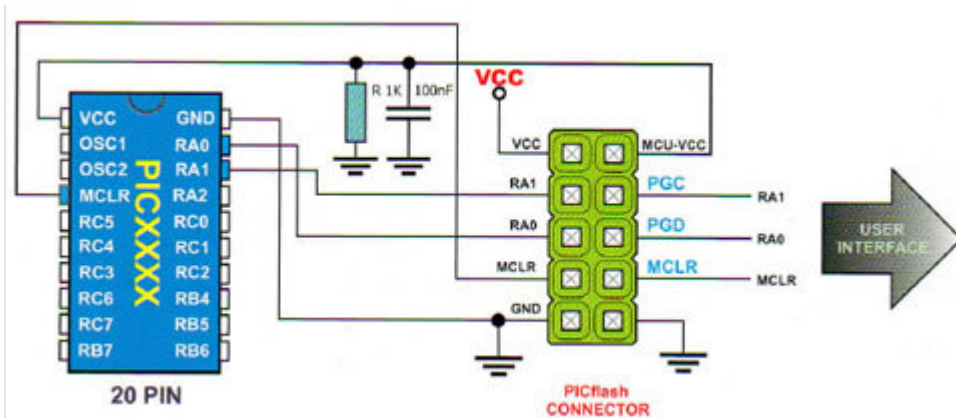 VCC
R 1K 100nF
VCC GND
OSC1 RA0
OSC2 RA1
MCLR RA2
RC5 RC0
RC4 RC1
RC3 RC2
RC6 RB4
RC7 RB5
RB7 RB6
PICXXXX
20 PIN
VCC MCU-VCC
RA1 PGC RA1
RA0 PGD RA0
MCLR MCLR MCLR
GND
PICflash
CONNECTOR
USER
INTERFACE